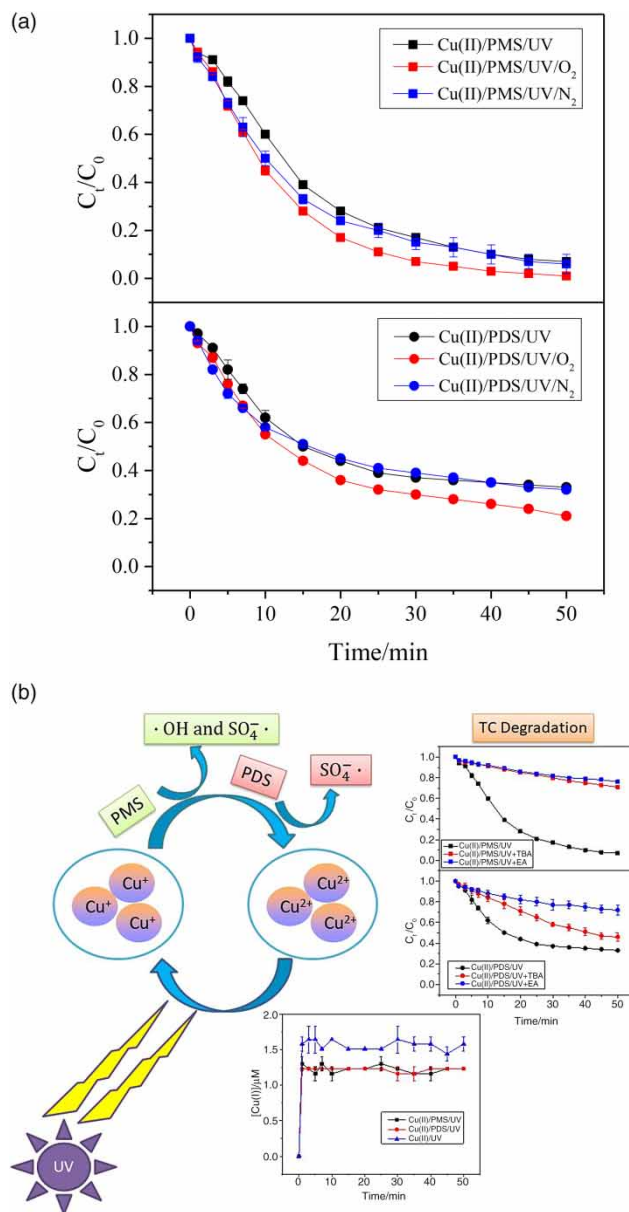 (a)
Cu(II)/PMS/UV
Cu(II)/PMS/UV/O₂
Cu(II)/PMS/UV/N₂
1.0
0.8
0.6
0.4
0.2
0.0
Cₜ/C₀
Cu(II)/PDS/UV
Cu(II)/PDS/UV/O₂
Cu(II)/PDS/UV/N₂
1.0
0.8
0.6
0.4
0.2
0.0
Cₜ/C₀
0 10 20 30 40 50
Time/min
(b)
· OH and SO₄⁻ ·
PMS
PDS
SO₄⁻ ·
Cu⁺
Cu⁺
Cu⁺
Cu²⁺
Cu²⁺
Cu²⁺
UV
TC Degradation
1.0
0.8
0.6
0.4
0.2
0.0
Cₜ/C₀
Cu(II)/PMS/UV
Cu(II)/PMS/UV+TBA
Cu(II)/PMS/UV+EA
1.0
0.8
0.6
0.4
0.2
0.0
Cₜ/C₀
Cu(II)/PDS/UV
Cu(II)/PDS/UV+TBA
Cu(II)/PDS/UV+EA
0 10 20 30 40 50
Time/min
2.0
1.5
1.0
0.5
0.0
[Cu(I)]/μM
Cu(II)/PMS/UV
Cu(II)/PDS/UV
Cu(II)/UV
0 10 20 30 40 50
Time/min